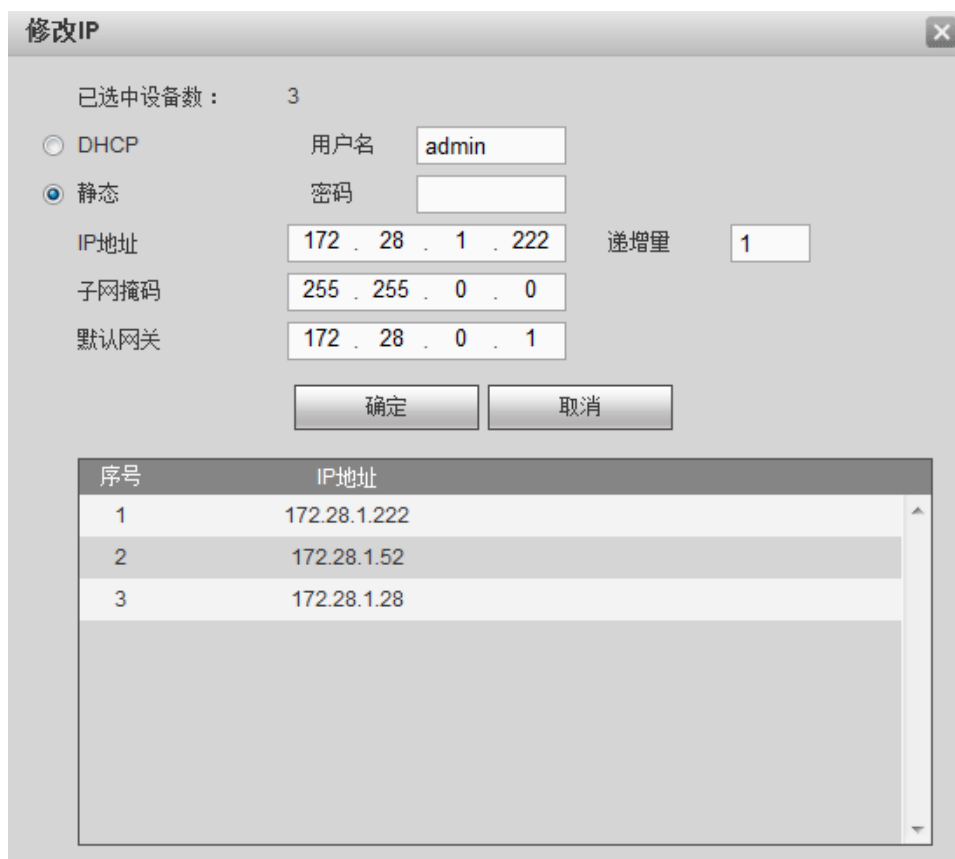 修改IP
已选中设备数： 3
DHCP 用户名 admin
静态 密码
IP地址 172 . 28 . 1 . 222 递增量 1
子网掩码 255 . 255 . 0 . 0
默认网关 172 . 28 . 0 . 1
确定 取消
序号 IP地址
1 172.28.1.222
2 172.28.1.52
3 172.28.1.28